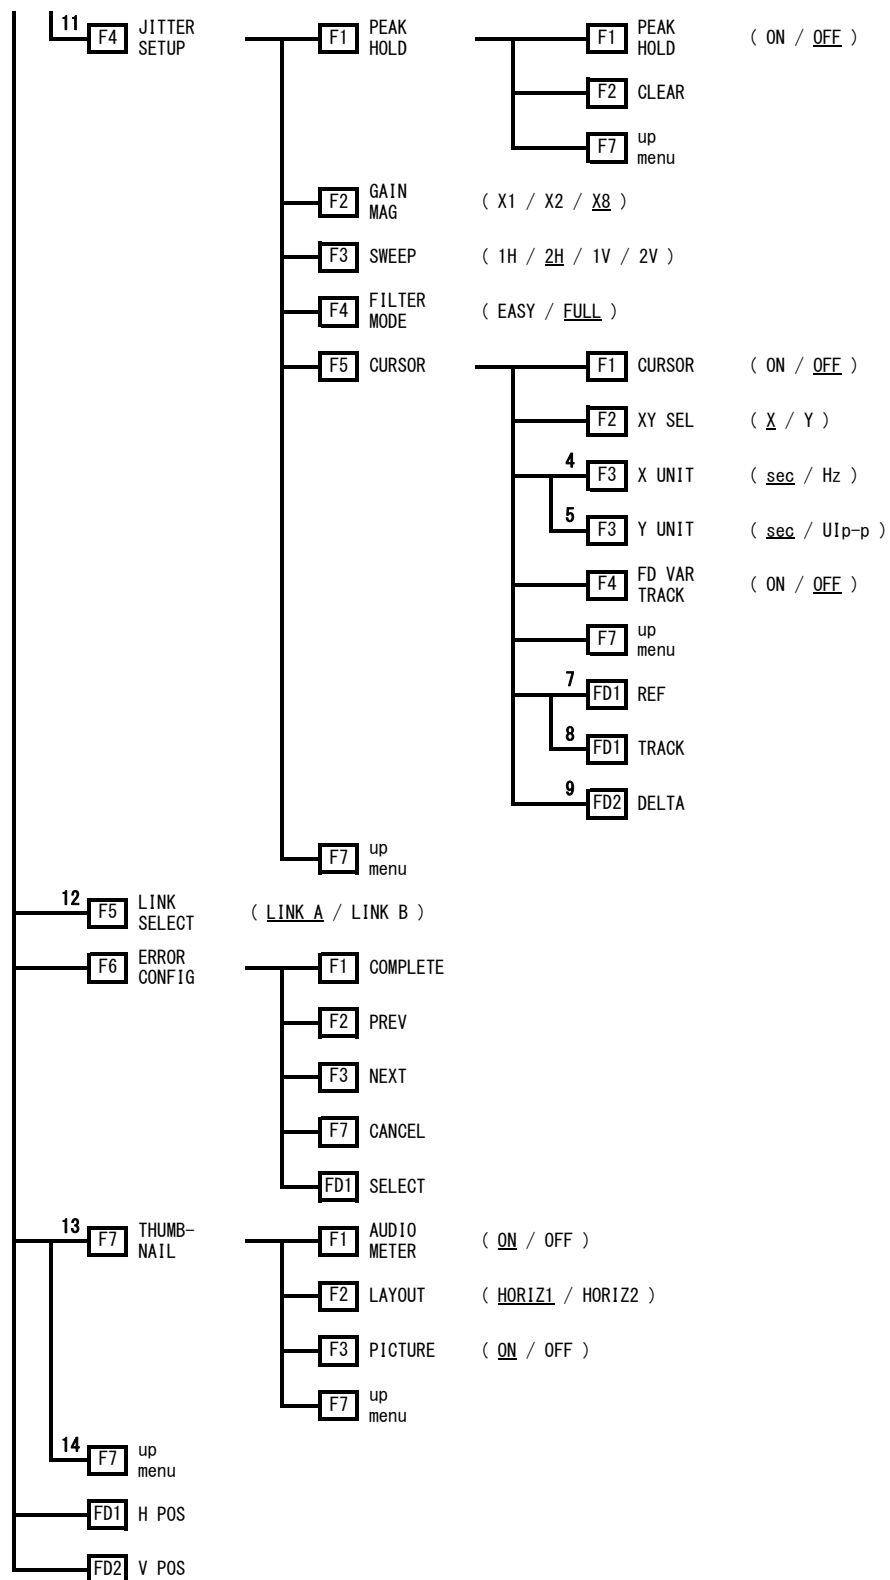 11 F4 JITTER SETUP F1 PEAK HOLD F1 PEAK HOLD ( ON / OFF )
F2 CLEAR
F7 up menu
F2 GAIN MAG ( X1 / X2 / X8 )
F3 SWEEP ( 1H / 2H / 1V / 2V )
F4 FILTER MODE ( EASY / FULL )
F5 CURSOR F1 CURSOR ( ON / OFF )
F2 XY SEL ( X / Y )
4 F3 X UNIT ( sec / Hz )
5 F3 Y UNIT ( sec / UIp-p )
F4 FD VAR TRACK ( ON / OFF )
F7 up menu
7 FD1 REF
8 FD1 TRACK
9 FD2 DELTA
F7 up menu
12 F5 LINK SELECT ( LINK A / LINK B )
F6 ERROR CONFIG F1 COMPLETE
F2 PREV
F3 NEXT
F7 CANCEL
FD1 SELECT
13 F7 THUMB-NAIL F1 AUDIO METER ( ON / OFF )
F2 LAYOUT ( HORIZ1 / HORIZ2 )
F3 PICTURE ( ON / OFF )
F7 up menu
14 F7 up menu
FD1 H POS
FD2 V POS